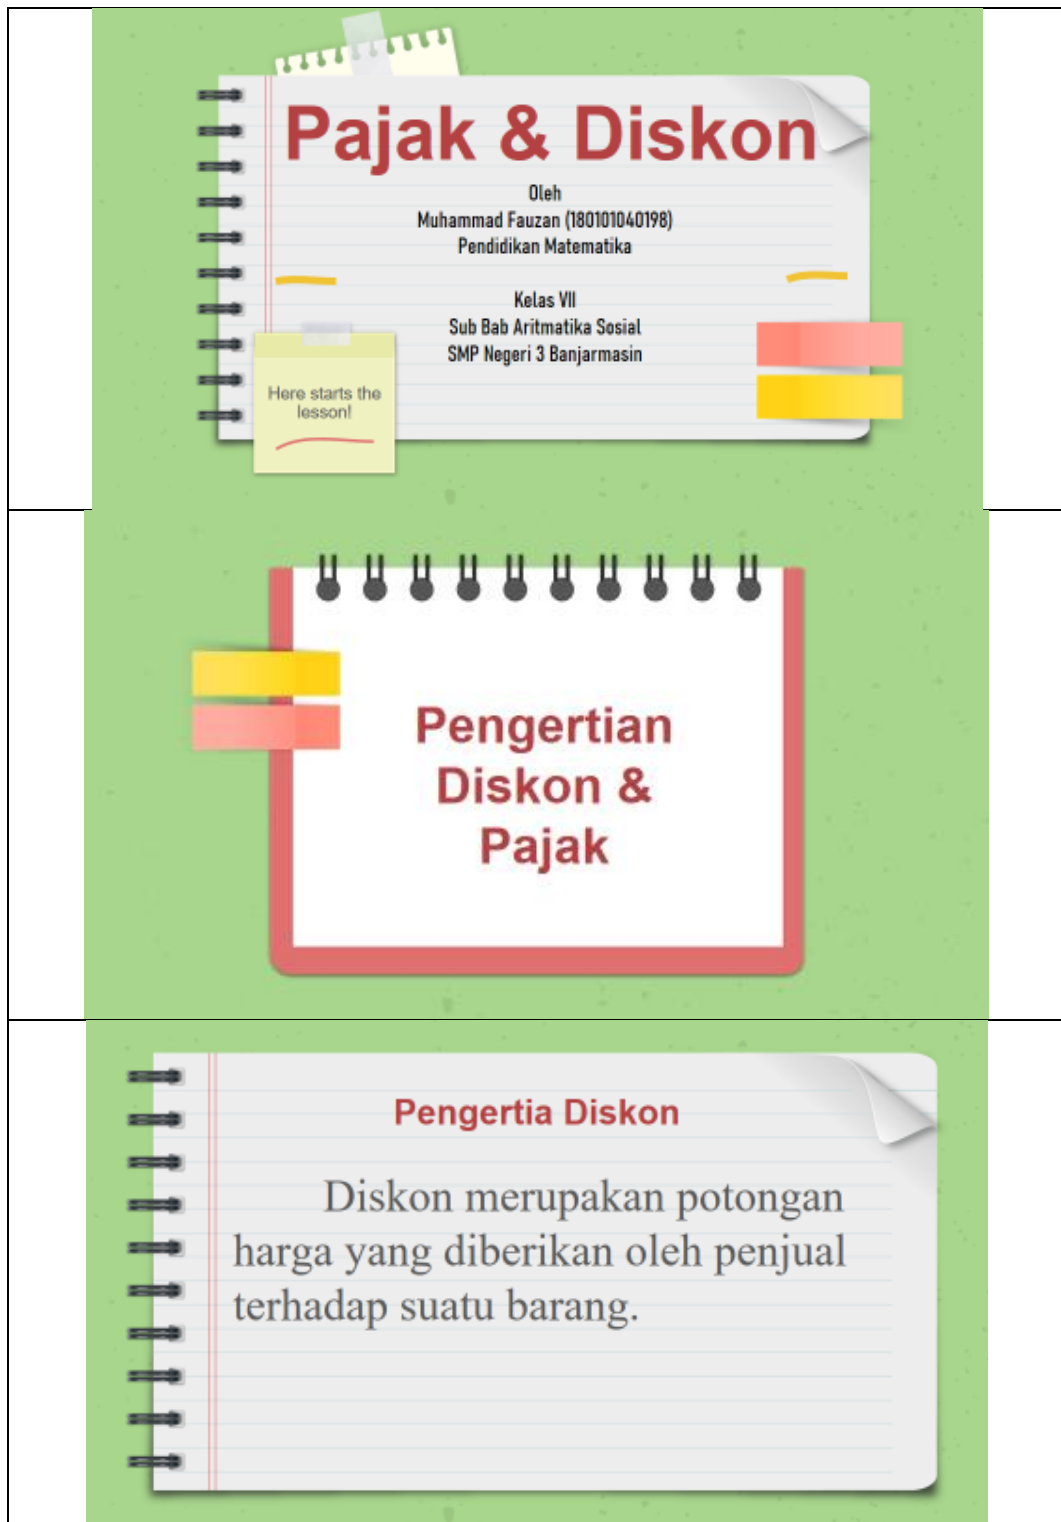 Pajak & Diskon
Oleh
Muhammad Fauzan (180101040198)
Pendidikan Matematika
Kelas VII
Sub Bab Aritmatika Sosial
SMP Negeri 3 Banjarmasin
Here starts the
lesson!
Pengertian
Diskon &
Pajak
Pengertia Diskon
Diskon merupakan potongan
harga yang diberikan oleh penjual
terhadap suatu barang.